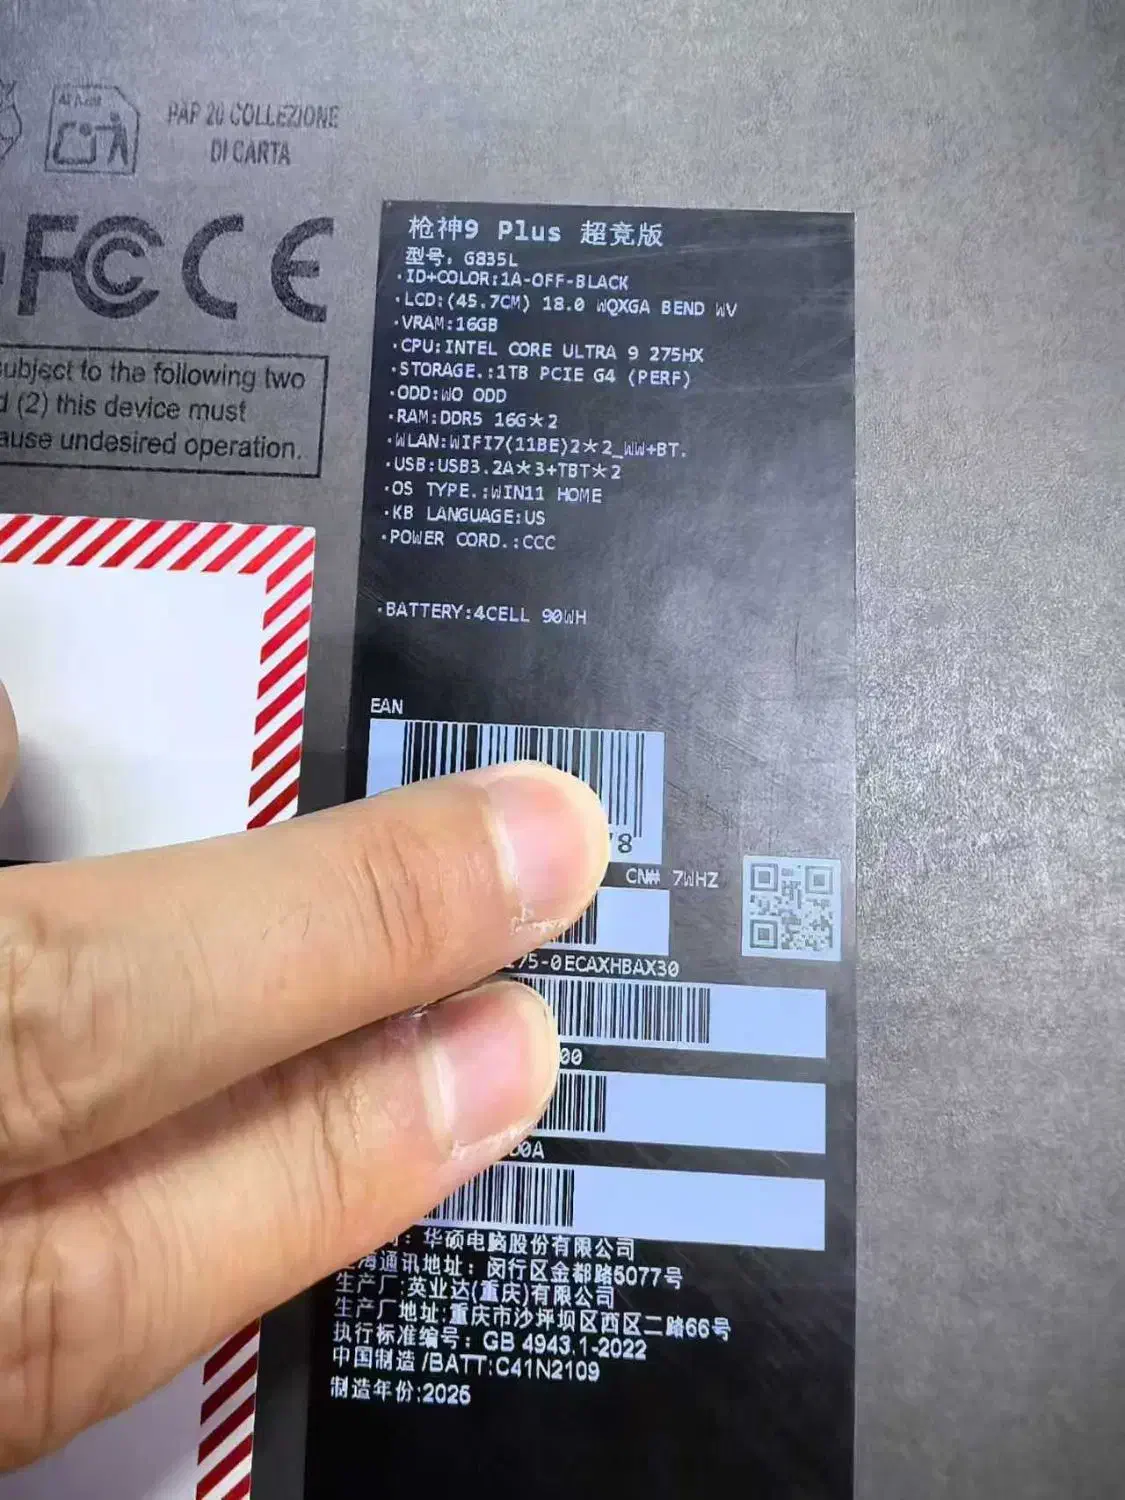 PAP 20 COLLEZIONE
DI CARTA
FC CE
subject to the following two
d (2) this device must
cause undesired operation.
枪神9 Plus 超竞版
型号. G835L
·ID+COLOR:1A-OFF-BLACK
·LCD:(45.7CM) 18.0 WQXGA BEND WV
·VRAM:16GB
·CPU:INTEL CORE ULTRA 9 275HX
·STORAGE.:1TB PCIE G4 (PERF)
·ODD:WO ODD
·RAM:DDR5 16G*2
·WLAN:WIFI7(11BE)2*2_WW+BT.
·USB:USB3.2A*3+TBT*2
·OS TYPE.:WIN11 HOME
·KB LANGUAGE:US
·POWER CORD.:CCC
·BATTERY:4CELL 90WH
EAN
8
CN# 7WHZ
175-0ECAXHBAX30
00
00A
: 华硕电脑股份有限公司
海通讯地址: 闵行区金都路5077号
生产厂:英业达(重庆)有限公司
生产厂地址:重庆市沙坪坝区西区二路66号
执行标准编号: GB 4943.1-2022
中国制造 /BATT:C41N2109
制造年份:2025